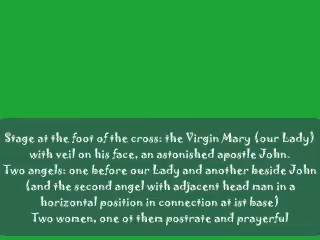 Stage at the foot of the cross: the Virgin Mary (our Lady)
with veil on his face, an astonished apostle John.
Two angels: one before our Lady and another beside John
(and the second angel with adjacent head man in a
horizontal position in connection at ist base)
Two women, one ot them postrate and prayerful